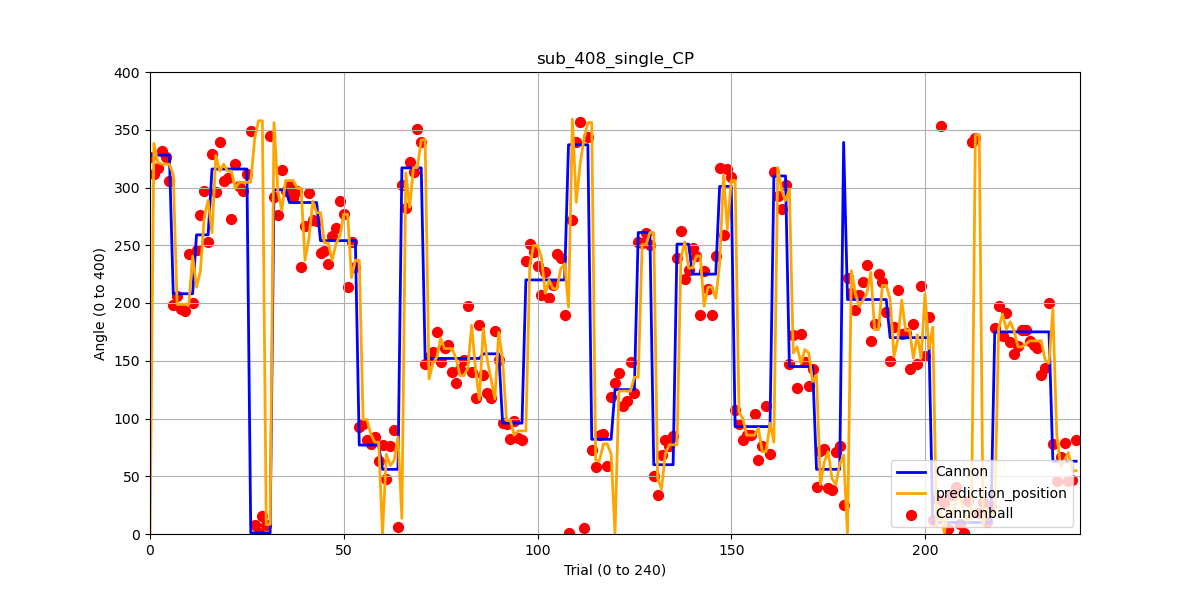 sub_408_single_CP
400
350
300
250
200
150
100
50
0
Angle (0 to 400)
0
50
100
150
200
Trial (0 to 240)
Cannon
prediction_position
Cannonball